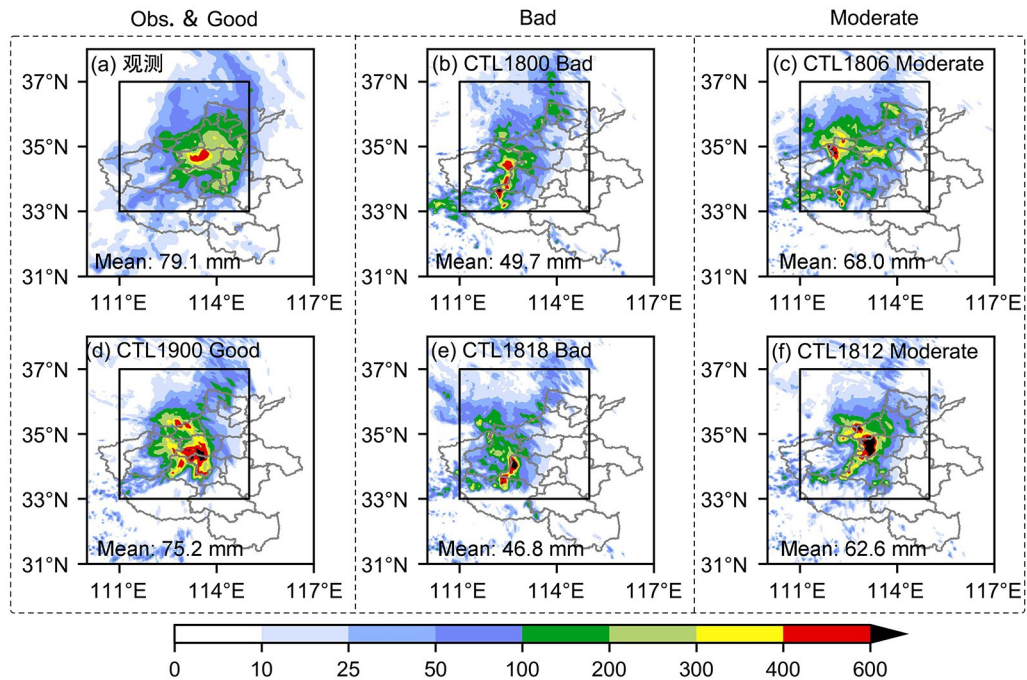 Obs. & Good
Bad
Moderate
(a) 观测
(b) CTL1800 Bad
(c) CTL1806 Moderate
37°N
37°N
37°N
35°N
35°N
35°N
33°N
33°N
33°N
Mean: 79.1 mm
Mean: 49.7 mm
Mean: 68.0 mm
31°N
31°N
31°N
111°E 114°E 117°E
111°E 114°E 117°E
111°E 114°E 117°E
(d) CTL1900 Good
(e) CTL1818 Bad
(f) CTL1812 Moderate
37°N
37°N
37°N
35°N
35°N
35°N
33°N
33°N
33°N
Mean: 75.2 mm
Mean: 46.8 mm
Mean: 62.6 mm
31°N
31°N
31°N
111°E 114°E 117°E
111°E 114°E 117°E
111°E 114°E 117°E
0 10 25 50 100 200 300 400 600